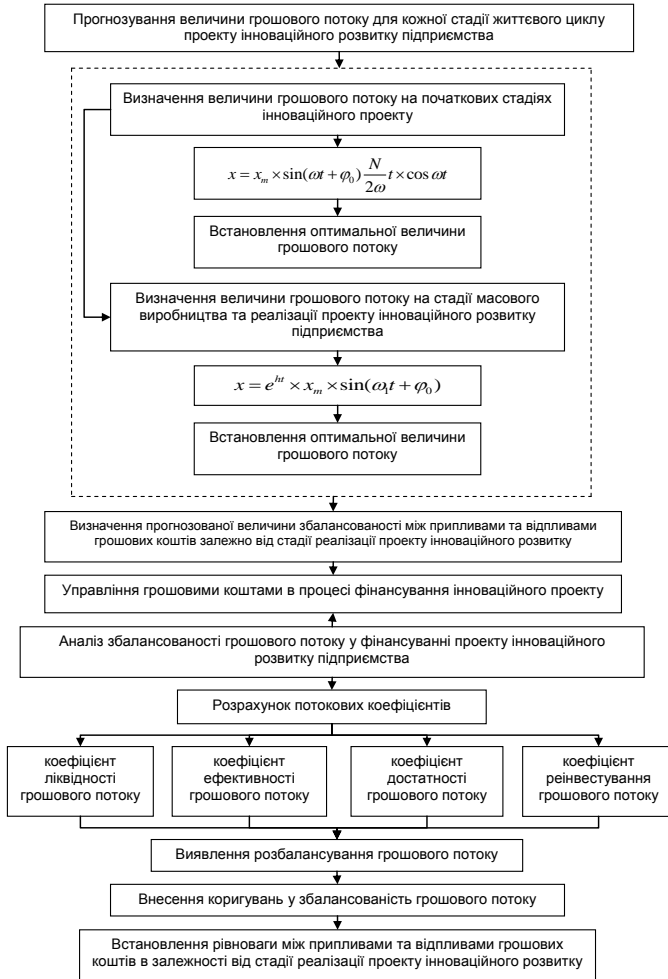 Прогнозування величини грошового потоку для кожної стадії життєвого циклу
проекту інноваційного розвитку підприємства
Визначення величини грошового потоку на початкових стадіях
інноваційного проекту
x = x_m × sin(ωt + φ_0) N/2ω t × cos ωt
Встановлення оптимальної величини
грошового потоку
Визначення величини грошового потоку на стадії масового
виробництва та реалізації проекту інноваційного розвитку
підприємства
x = e^{ht} × x_m × sin(ω_1t + φ_0)
Встановлення оптимальної величини
грошового потоку
Визначення прогнозованої величини збалансованості між припливами та відпливами
грошових коштів залежно від стадії реалізації проекту інноваційного розвитку
Управління грошовими коштами в процесі фінансування інноваційного проекту
Аналіз збалансованості грошового потоку у фінансуванні проекту інноваційного
розвитку підприємства
Розрахунок потокових коефіцієнтів
коефіцієнт
ліквідності
грошового потоку
коефіцієнт
ефективності
грошового потоку
коефіцієнт
достатності
грошового потоку
коефіцієнт
реінвестування
грошового потоку
Виявлення розбалансування грошового потоку
Внесення коригувань у збалансованість грошового потоку
Встановлення рівноваги між припливами та відпливами грошових
коштів в залежності від стадії реалізації проекту інноваційного розвитку